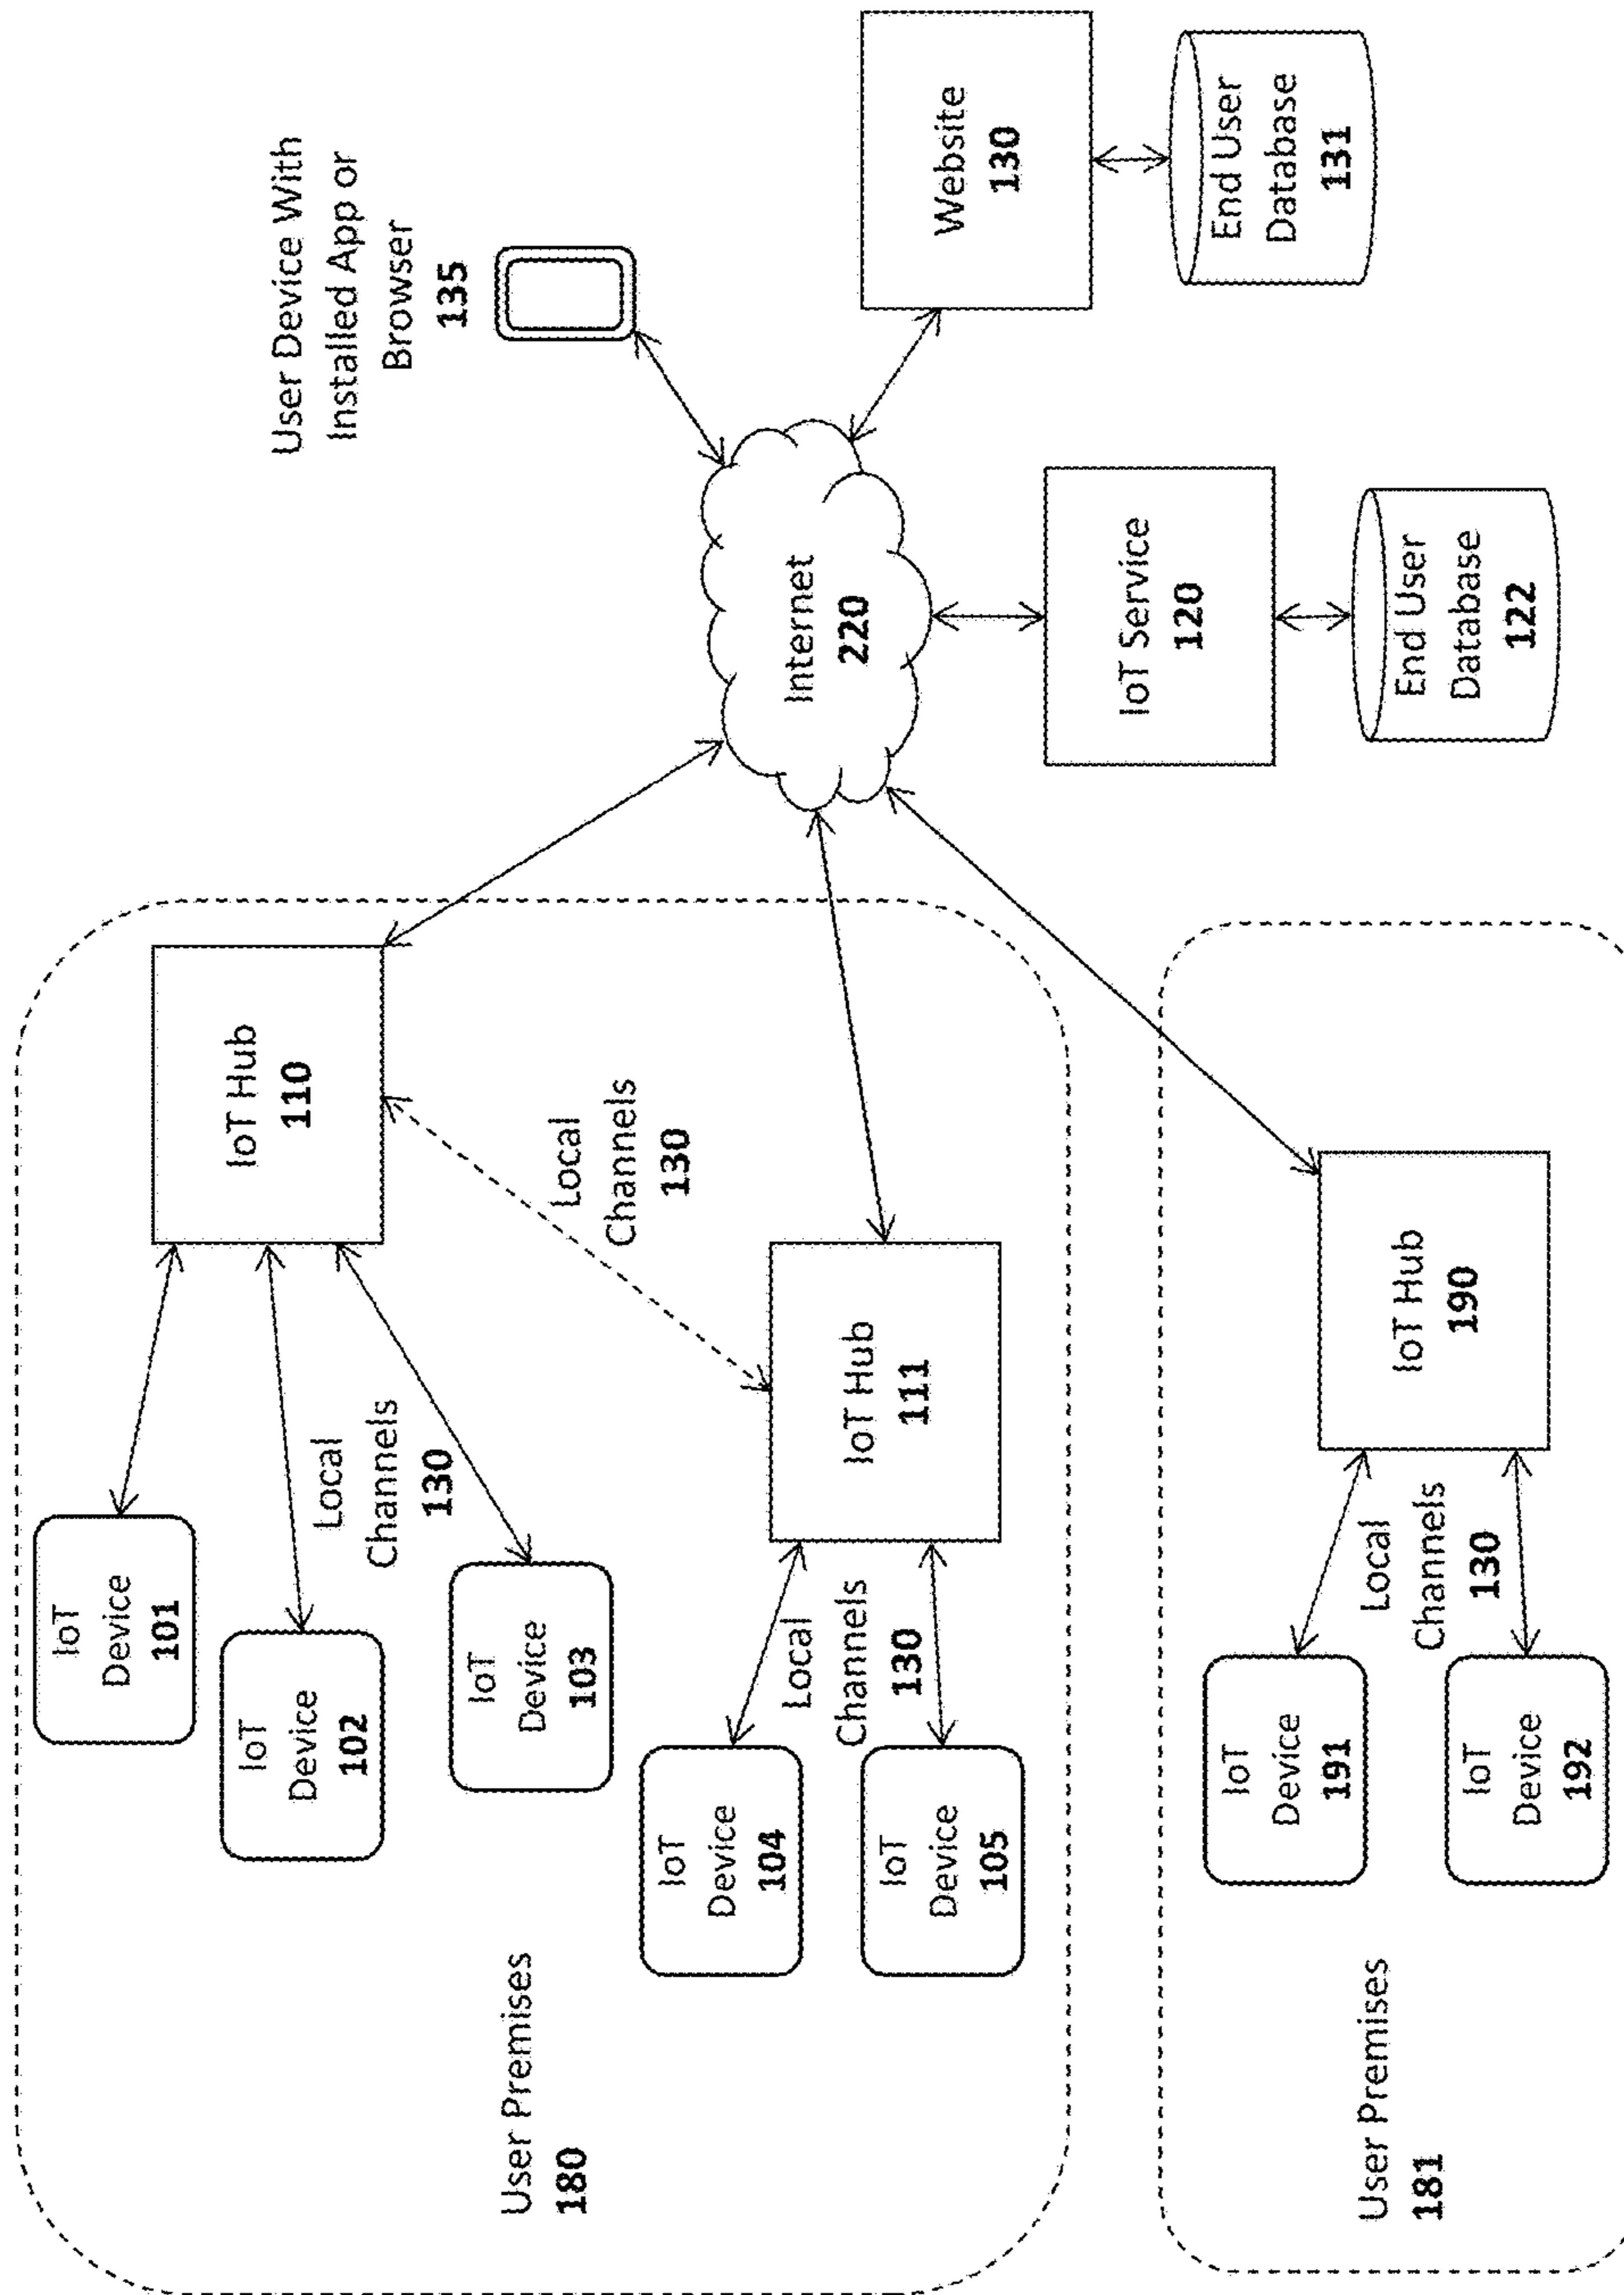 User Premises
180
IoT
Device
101
IoT
Device
102
IoT
Device
103
Local
Channels
130
IoT Hub
110
Local
Channels
130
IoT
Device
104
IoT
Device
105
Local
Channels
130
IoT Hub
111
User Premises
181
IoT
Device
191
IoT
Device
192
Local
Channels
130
IoT Hub
190
Internet
220
User Device With
Installed App or
Browser
135
IoT Service
120
End User
Database
122
Website
130
End User
Database
131